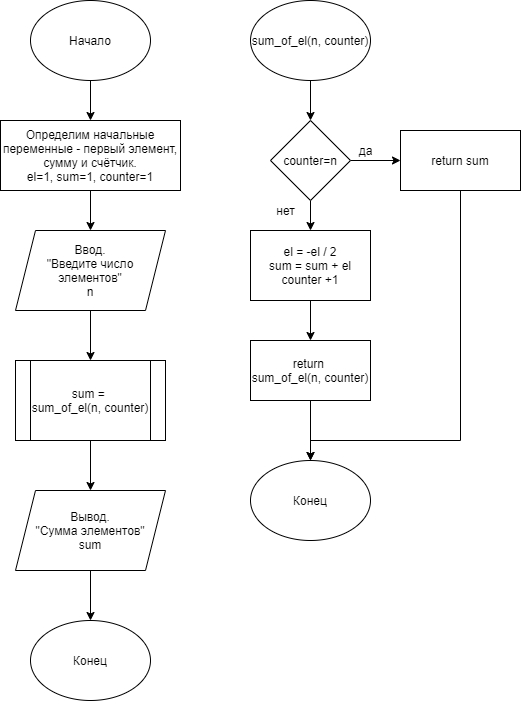 Начало
Определим начальные
переменные - первый элемент,
сумму и счётчик.
el=1, sum=1, counter=1
Ввод.
"Введите число
элементов"
n
sum =
sum_of_el(n, counter)
Вывод.
"Сумма элементов"
sum
Конец
sum_of_el(n, counter)
counter=n
да
return sum
нет
el = -el / 2
sum = sum + el
counter +1
return
sum_of_el(n, counter)
Конец